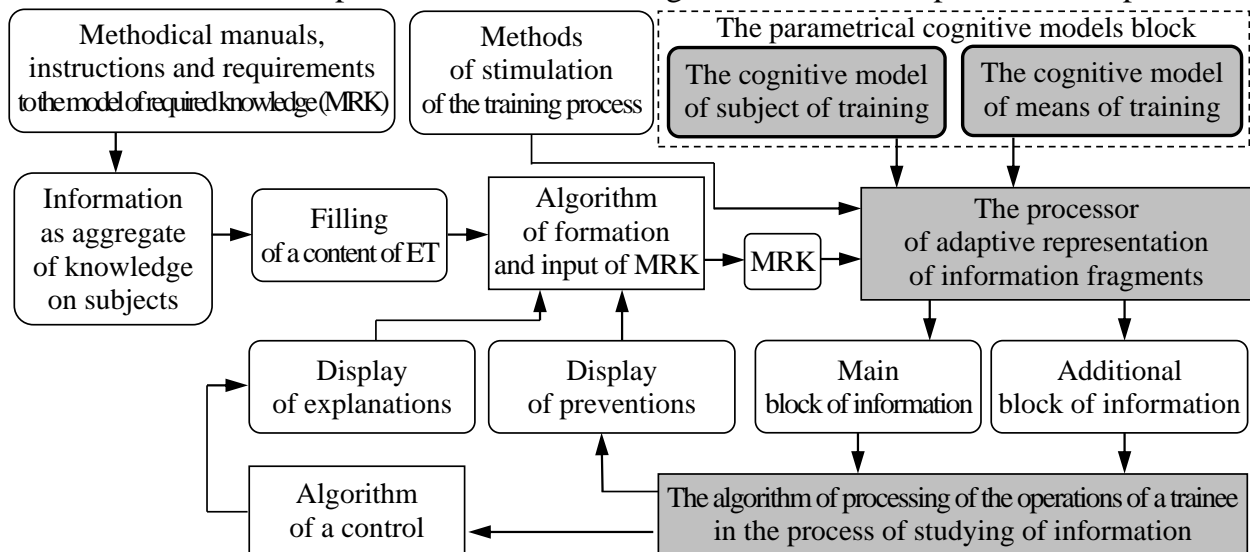 Methodical manuals,
instructions and requirements
to the model of required knowledge (MRK)
Methods
of stimulation
of the training process
The parametrical cognitive models block
The cognitive model
of subject of training
The cognitive model
of means of training
Information
as aggregate
of knowledge
on subjects
Filling
of a content of ET
Algorithm
of formation
and input of MRK
MRK
The processor
of adaptive representation
of information fragments
Display
of explanations
Display
of preventions
Main
block of information
Additional
block of information
Algorithm
of a control
The algorithm of processing of the operations of a trainee
in the process of studying of information